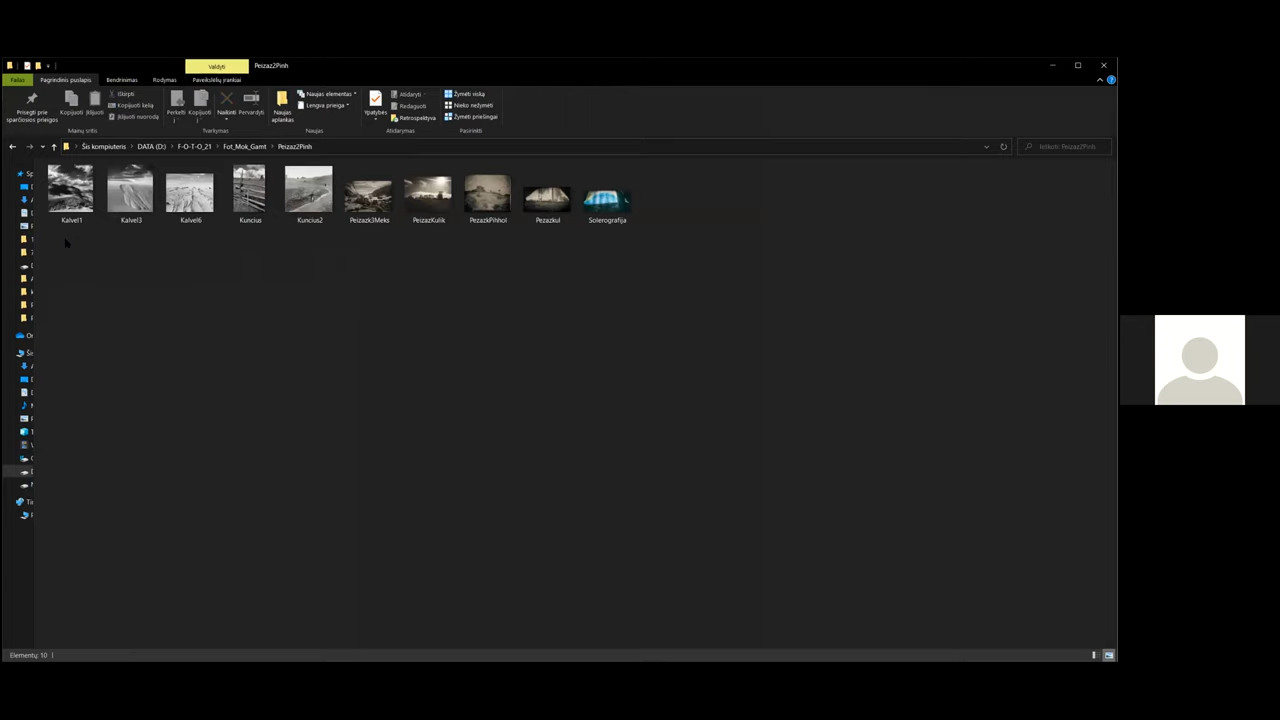 Valdyti
Peizaz2Pinh
Failas
Pagrindinis puslapis
Bendrinimas
Rodymas
Paveikslėlių įrankiai
Prisegti prie
sparčiosios prieigos
Kopijuoti
Įklijuoti
Iškirpti
Kopijuoti kelią
Įklijuoti nuorodą
Mainų sritis
Perkelti
į
Kopijuoti
į
Naikinti
Pervardyti
Tvarkymas
Naujas
aplankas
Naujas elementas
Lengva prieiga
Naujas
Ypatybės
Atidaryti
Redaguoti
Retrospektyva
Atidarymas
Žymėti viską
Nieko nežymėti
Žymėti priešingai
Pasirinkti
Šis kompiuteris > DATA (D:) > F-O-T-O_21 > Fot_Mok_Gamt > Peizaz2Pinh
Ieškoti: Peizaz2Pinh
Kalvel1
Kalvel3
Kalvel6
Kuncius
Kuncius2
Peizazk3Meks
PeizazKulik
PezazkPihhol
Pezazkul
Solerografija
Elementų: 10